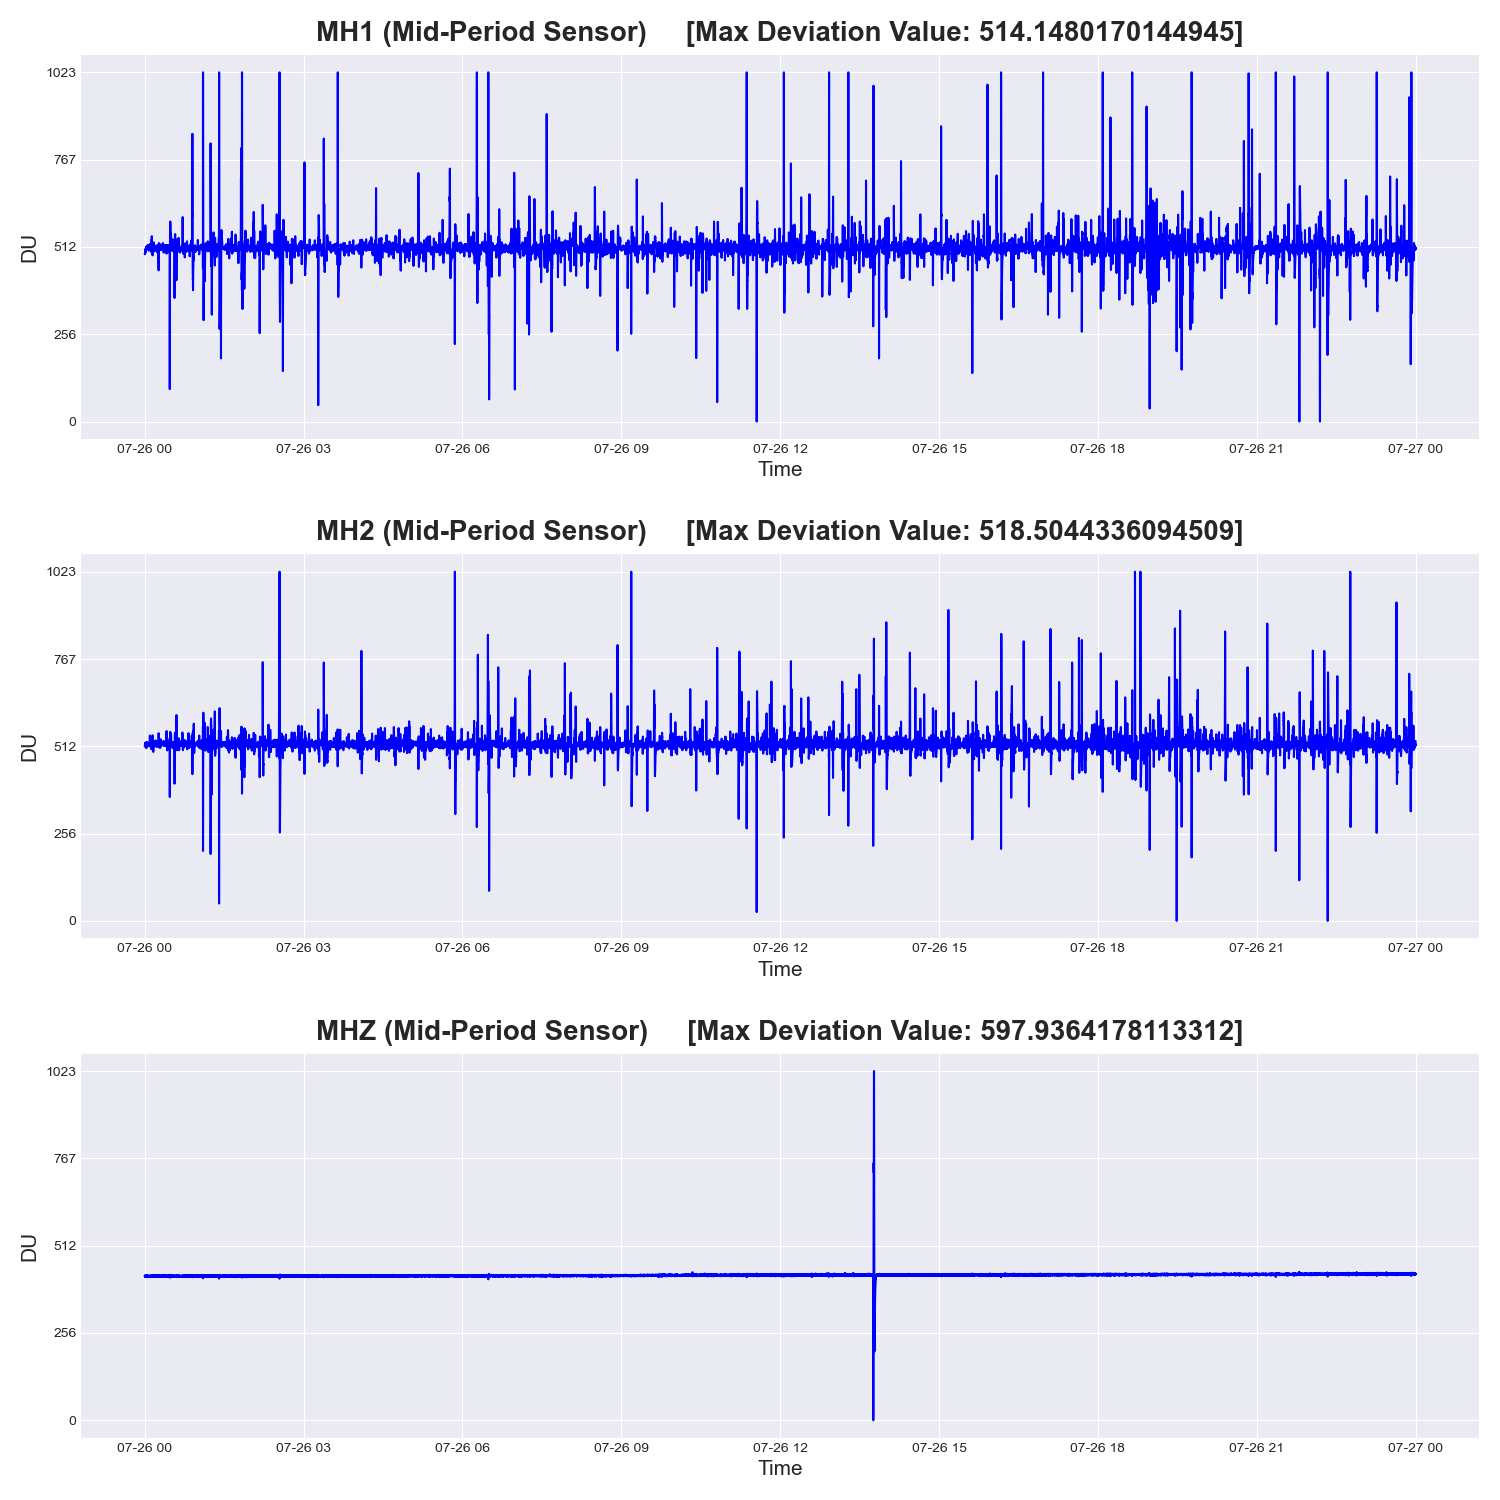 MH1 (Mid-Period Sensor) [Max Deviation Value: 514.1480170144945]
1023
767
512
256
0
DU
07-26 00 07-26 03 07-26 06 07-26 09 07-26 12 07-26 15 07-26 18 07-26 21 07-27 00
Time
MH2 (Mid-Period Sensor) [Max Deviation Value: 518.5044336094509]
1023
767
512
256
0
DU
07-26 00 07-26 03 07-26 06 07-26 09 07-26 12 07-26 15 07-26 18 07-26 21 07-27 00
Time
MHZ (Mid-Period Sensor) [Max Deviation Value: 597.9364178113312]
1023
767
512
256
0
DU
07-26 00 07-26 03 07-26 06 07-26 09 07-26 12 07-26 15 07-26 18 07-26 21 07-27 00
Time